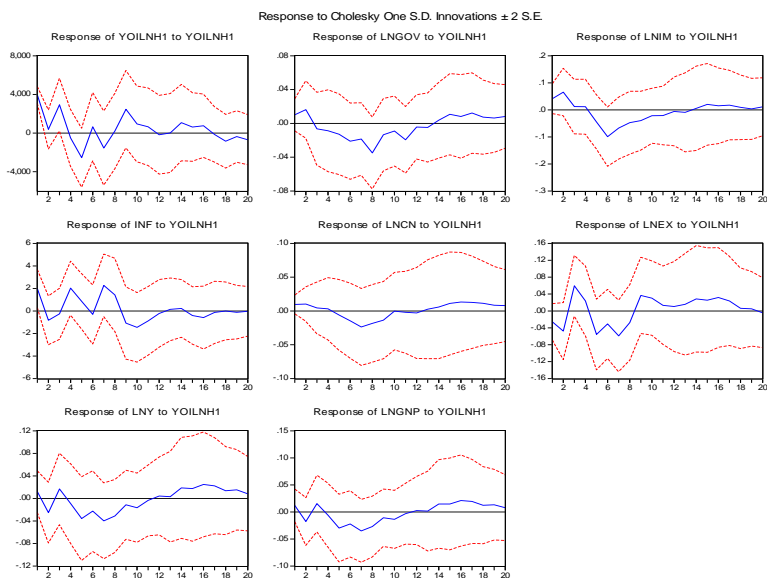 Response to Cholesky One S.D. Innovations ± 2 S.E.
Response of YOILNH1 to YOILNH1
8,000
4,000
0
-4,000
2 4 6 8 10 12 14 16 18 20
Response of LNGOV to YOILNH1
.08
.04
.00
-.04
-.08
2 4 6 8 10 12 14 16 18 20
Response of LNIM to YOILNH1
.2
.1
.0
-.1
-.2
-.3
2 4 6 8 10 12 14 16 18 20
Response of INF to YOILNH1
6
4
2
0
-2
-4
-6
2 4 6 8 10 12 14 16 18 20
Response of LNCN to YOILNH1
.10
.05
.00
-.05
-.10
2 4 6 8 10 12 14 16 18 20
Response of LNEX to YOILNH1
.16
.12
.08
.04
.00
-.04
-.08
-.12
-.16
2 4 6 8 10 12 14 16 18 20
Response of LNY to YOILNH1
.12
.08
.04
.00
-.04
-.08
-.12
2 4 6 8 10 12 14 16 18 20
Response of LNGNP to YOILNH1
.15
.10
.05
.00
-.05
-.10
2 4 6 8 10 12 14 16 18 20